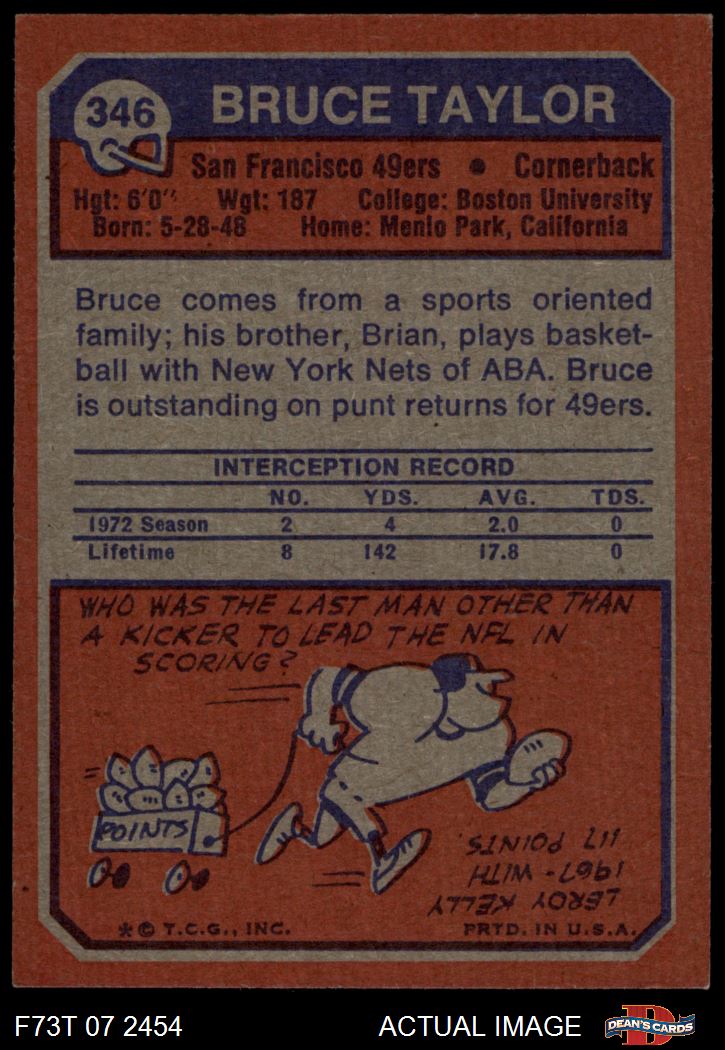 346 BRUCE TAYLOR
San Francisco 49ers • Cornerback
Hgt: 6'0" Wgt: 187 College: Boston University
Born: 5-28-48 Home: Menlo Park, California
Bruce comes from a sports oriented
family; his brother, Brian, plays basket-
ball with New York Nets of ABA. Bruce
is outstanding on punt returns for 49ers.
INTERCEPTION RECORD
NO. YDS. AVG. TDS.
1972 Season 2 4 2.0 0
Lifetime 8 142 17.8 0
WHO WAS THE LAST MAN OTHER THAN
A KICKER TO LEAD THE NFL IN
SCORING?
POINTS
LEROY KELLY
1967 - WITH
117 POINTS.
*© T.C.G., INC. PRTD. IN U.S.A.
F73T 07 2454 ACTUAL IMAGE
D
DEAN'S CARDS